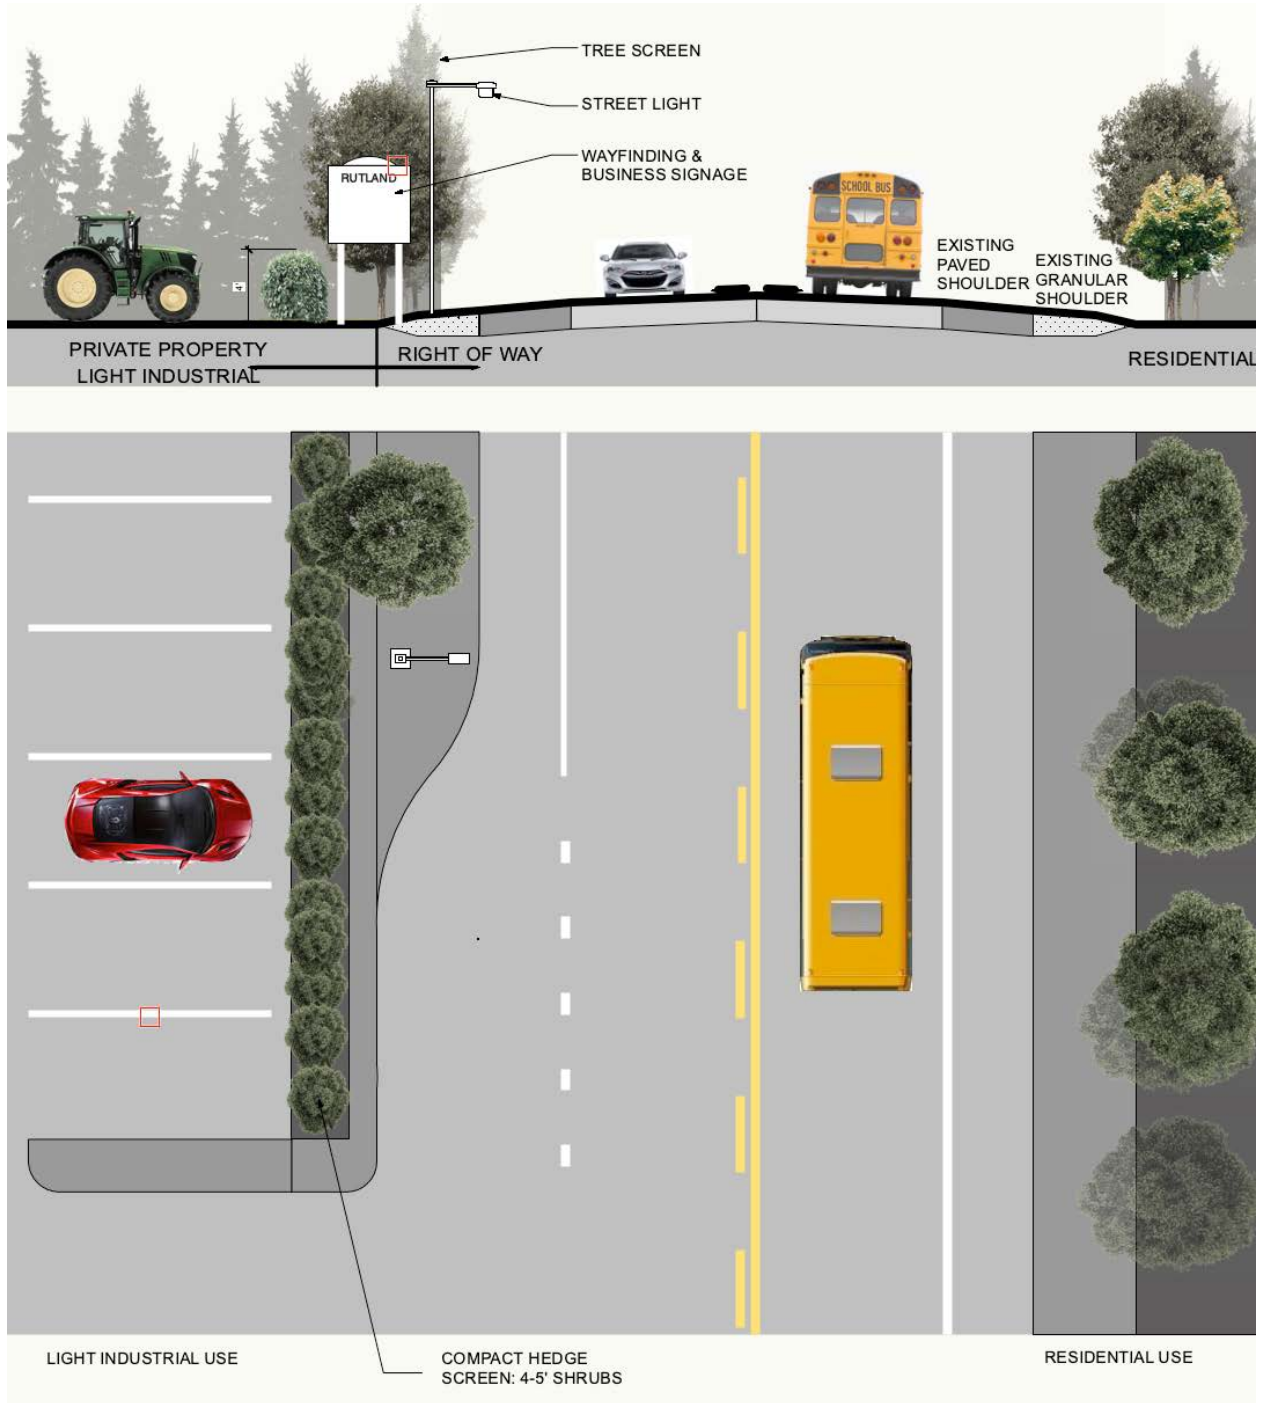 TREE SCREEN
STREET LIGHT
WAYFINDING &
BUSINESS SIGNAGE
RUTLAND
SCHOOL BUS
EXISTING
PAVED
SHOULDER
EXISTING
GRANULAR
SHOULDER
PRIVATE PROPERTY
LIGHT INDUSTRIAL
RIGHT OF WAY
RESIDENTIAL
LIGHT INDUSTRIAL USE
COMPACT HEDGE
SCREEN: 4-5' SHRUBS
RESIDENTIAL USE